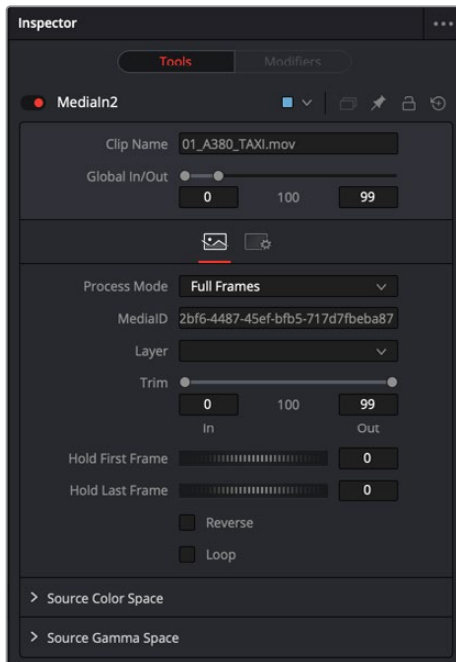 Inspector
Tools Modifiers
MediaIn2
Clip Name 01_A380_TAXI.mov
Global In/Out
0 100 99
Process Mode Full Frames
MediaID 2bf6-4487-45ef-bfb5-717d7fbeba87
Layer
Trim
0 100 99
In Out
Hold First Frame 0
Hold Last Frame 0
Reverse
Loop
Source Color Space
Source Gamma Space